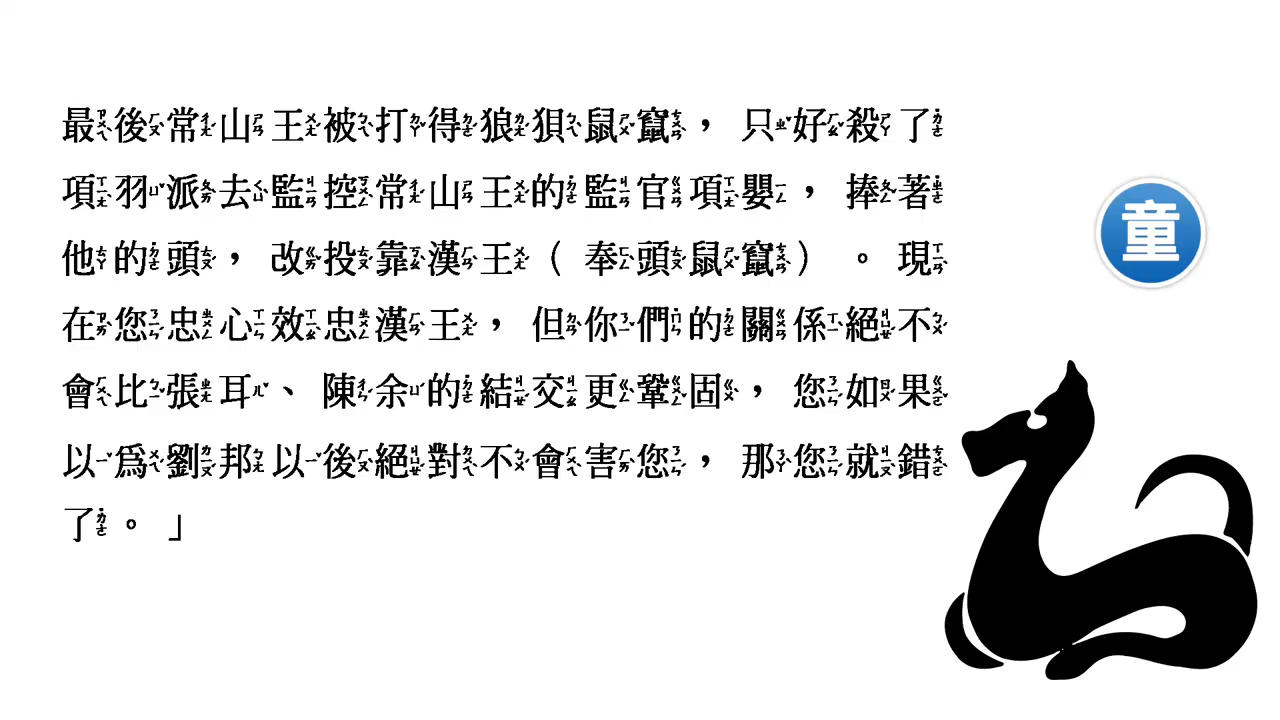 最後常山王被打得狼狽鼠竄，只好殺了
項羽派去監控常山王的監官項嬰，捧著
他的頭，改投靠漢王（奉頭鼠竄）。現
在您忠心效忠漢王，但你們的關係絕不
會比張耳、陳余的結交更鞏固，您如果
以為劉邦以後絕對不會害您，那您就錯
了。」
童